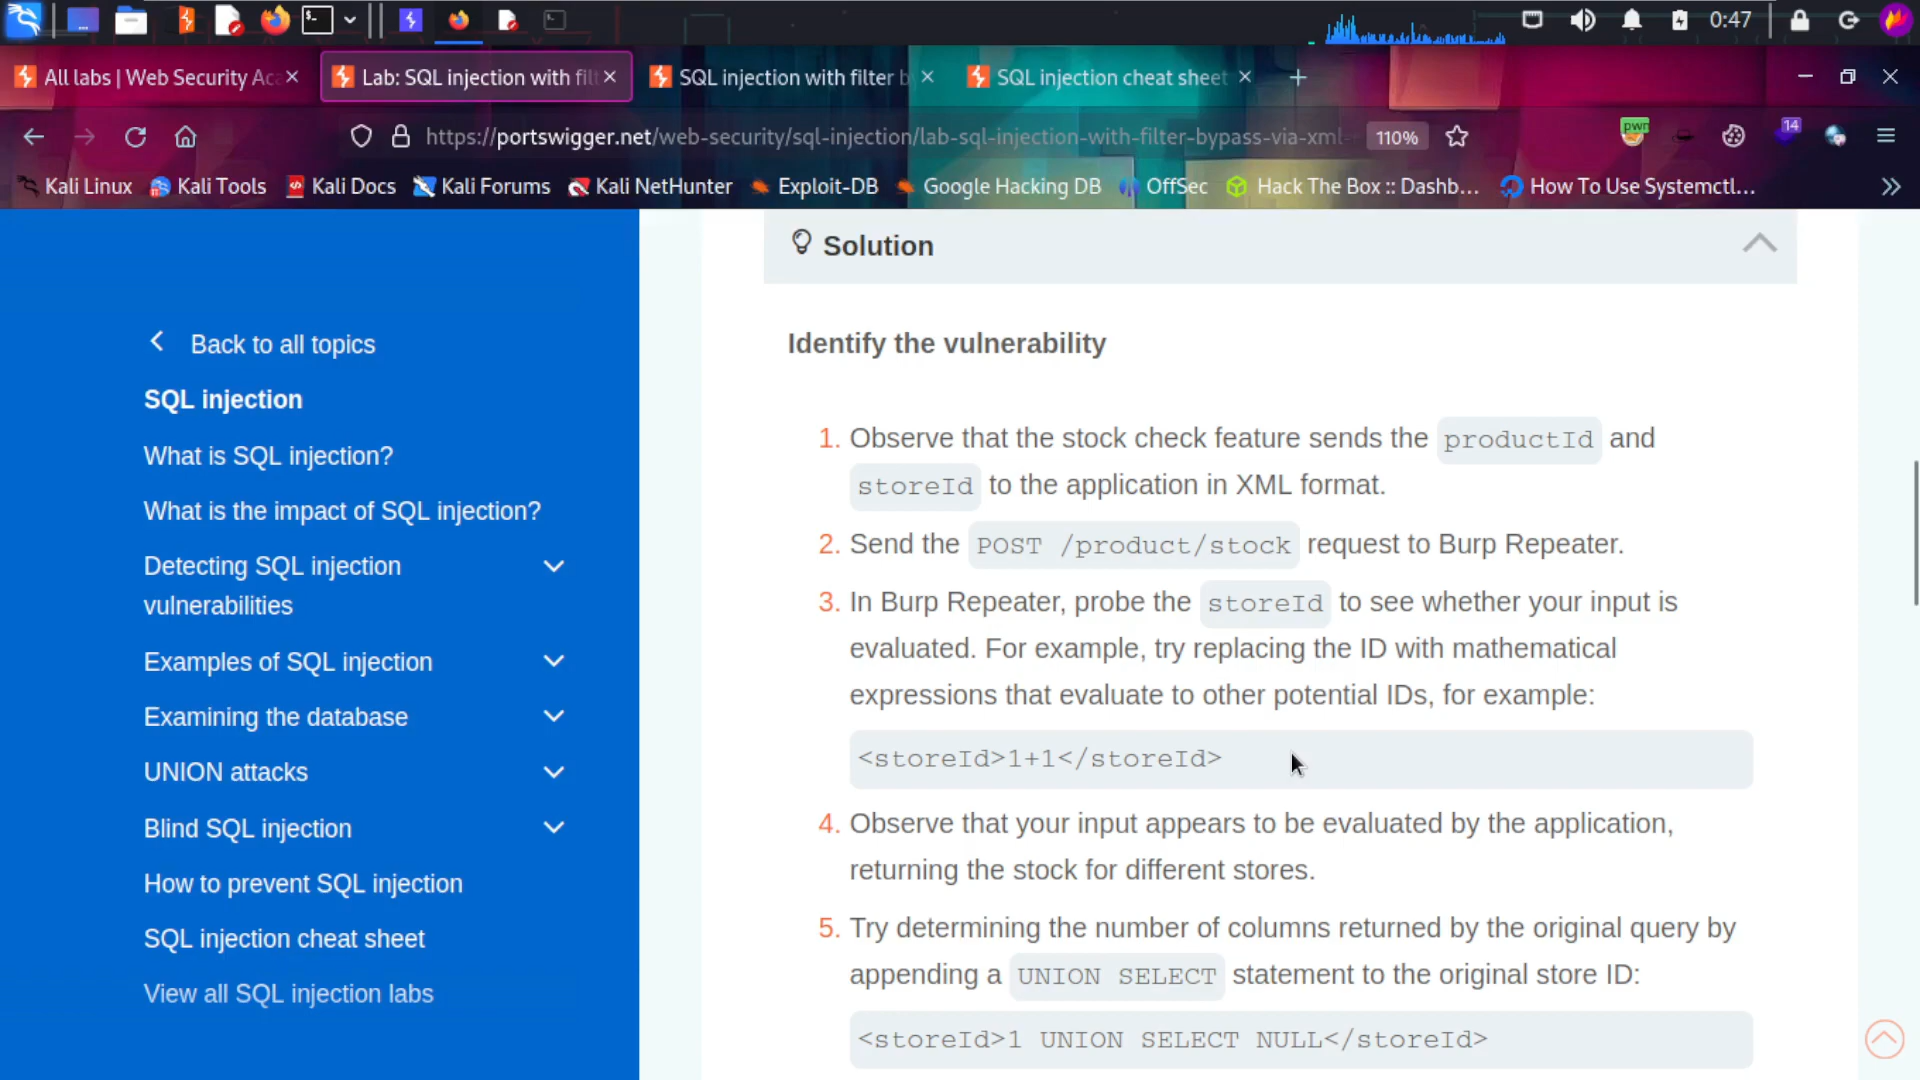 0:47
All labs | Web Security Aca
Lab: SQL injection with filt
SQL injection with filter b
SQL injection cheat sheet
https://portswigger.net/web-security/sql-injection/lab-sql-injection-with-filter-bypass-via-xml-
110%
pwn
14
Kali Linux
Kali Tools
Kali Docs
Kali Forums
Kali NetHunter
Exploit-DB
Google Hacking DB
OffSec
Hack The Box :: Dashb...
How To Use Systemctl...
Back to all topics
SQL injection
What is SQL injection?
What is the impact of SQL injection?
Detecting SQL injection
vulnerabilities
Examples of SQL injection
Examining the database
UNION attacks
Blind SQL injection
How to prevent SQL injection
SQL injection cheat sheet
View all SQL injection labs
Solution
Identify the vulnerability
1. Observe that the stock check feature sends the productId and
storeId to the application in XML format.
2. Send the POST /product/stock request to Burp Repeater.
3. In Burp Repeater, probe the storeId to see whether your input is
evaluated. For example, try replacing the ID with mathematical
expressions that evaluate to other potential IDs, for example:
<storeId>1+1</storeId>
4. Observe that your input appears to be evaluated by the application,
returning the stock for different stores.
5. Try determining the number of columns returned by the original query by
appending a UNION SELECT statement to the original store ID:
<storeId>1 UNION SELECT NULL</storeId>